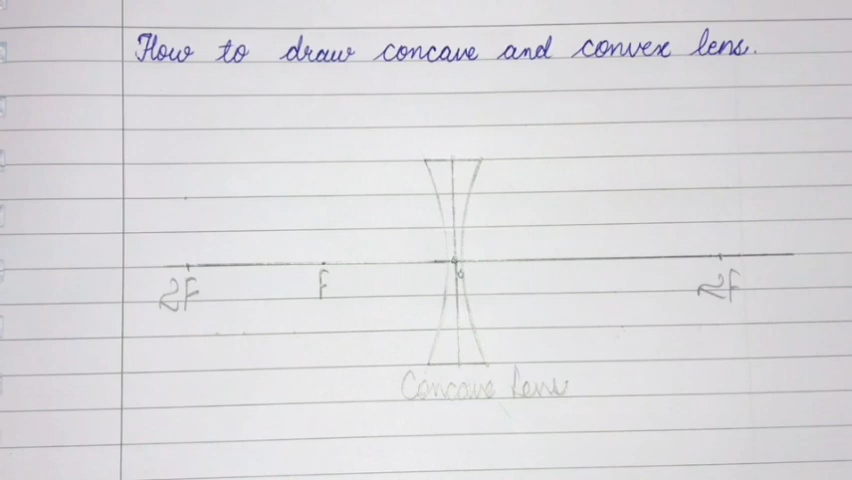 How to draw concave and convex lens.
2F F o 2F
Concave lens